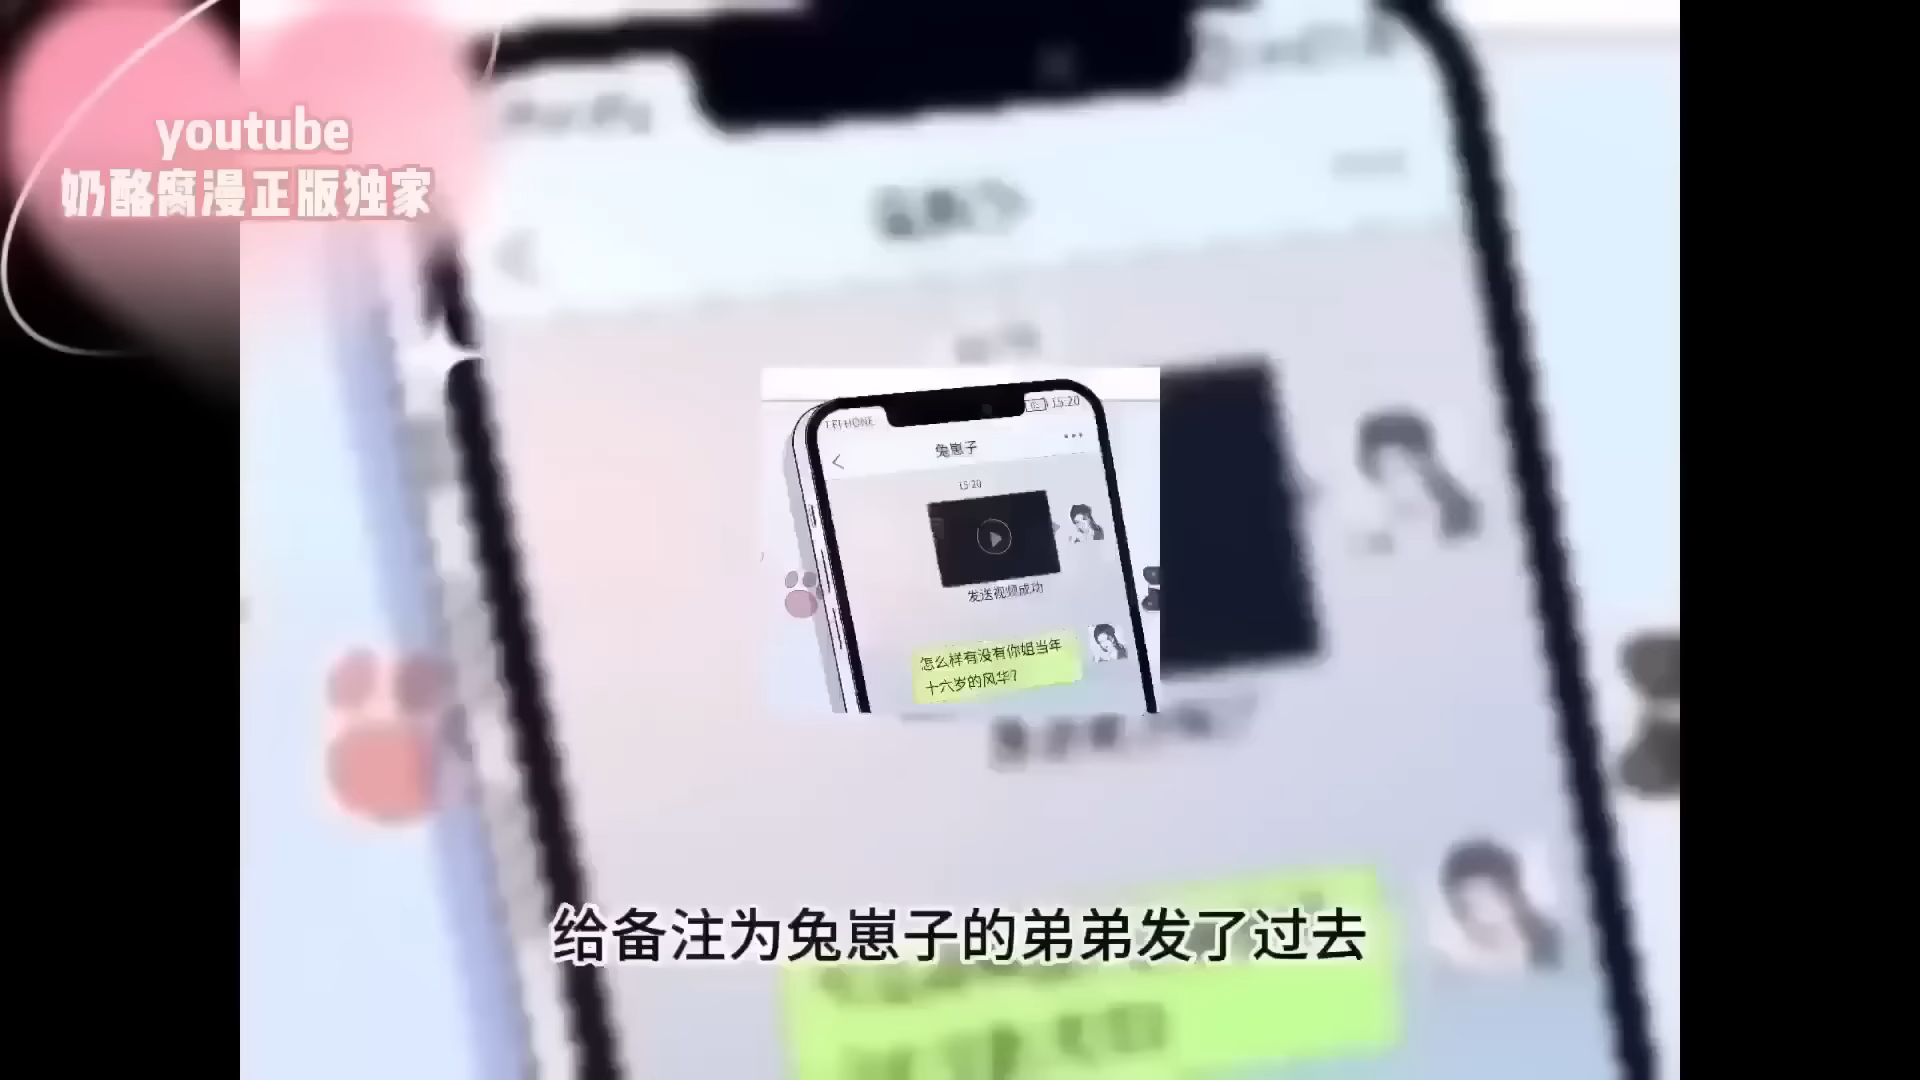 youtube
奶酪腐漫正版独家
15:20
兔崽子
15:20
发送视频成功
怎么样有没有你姐当年
十六岁的风华?
给备注为兔崽子的弟弟发了过去